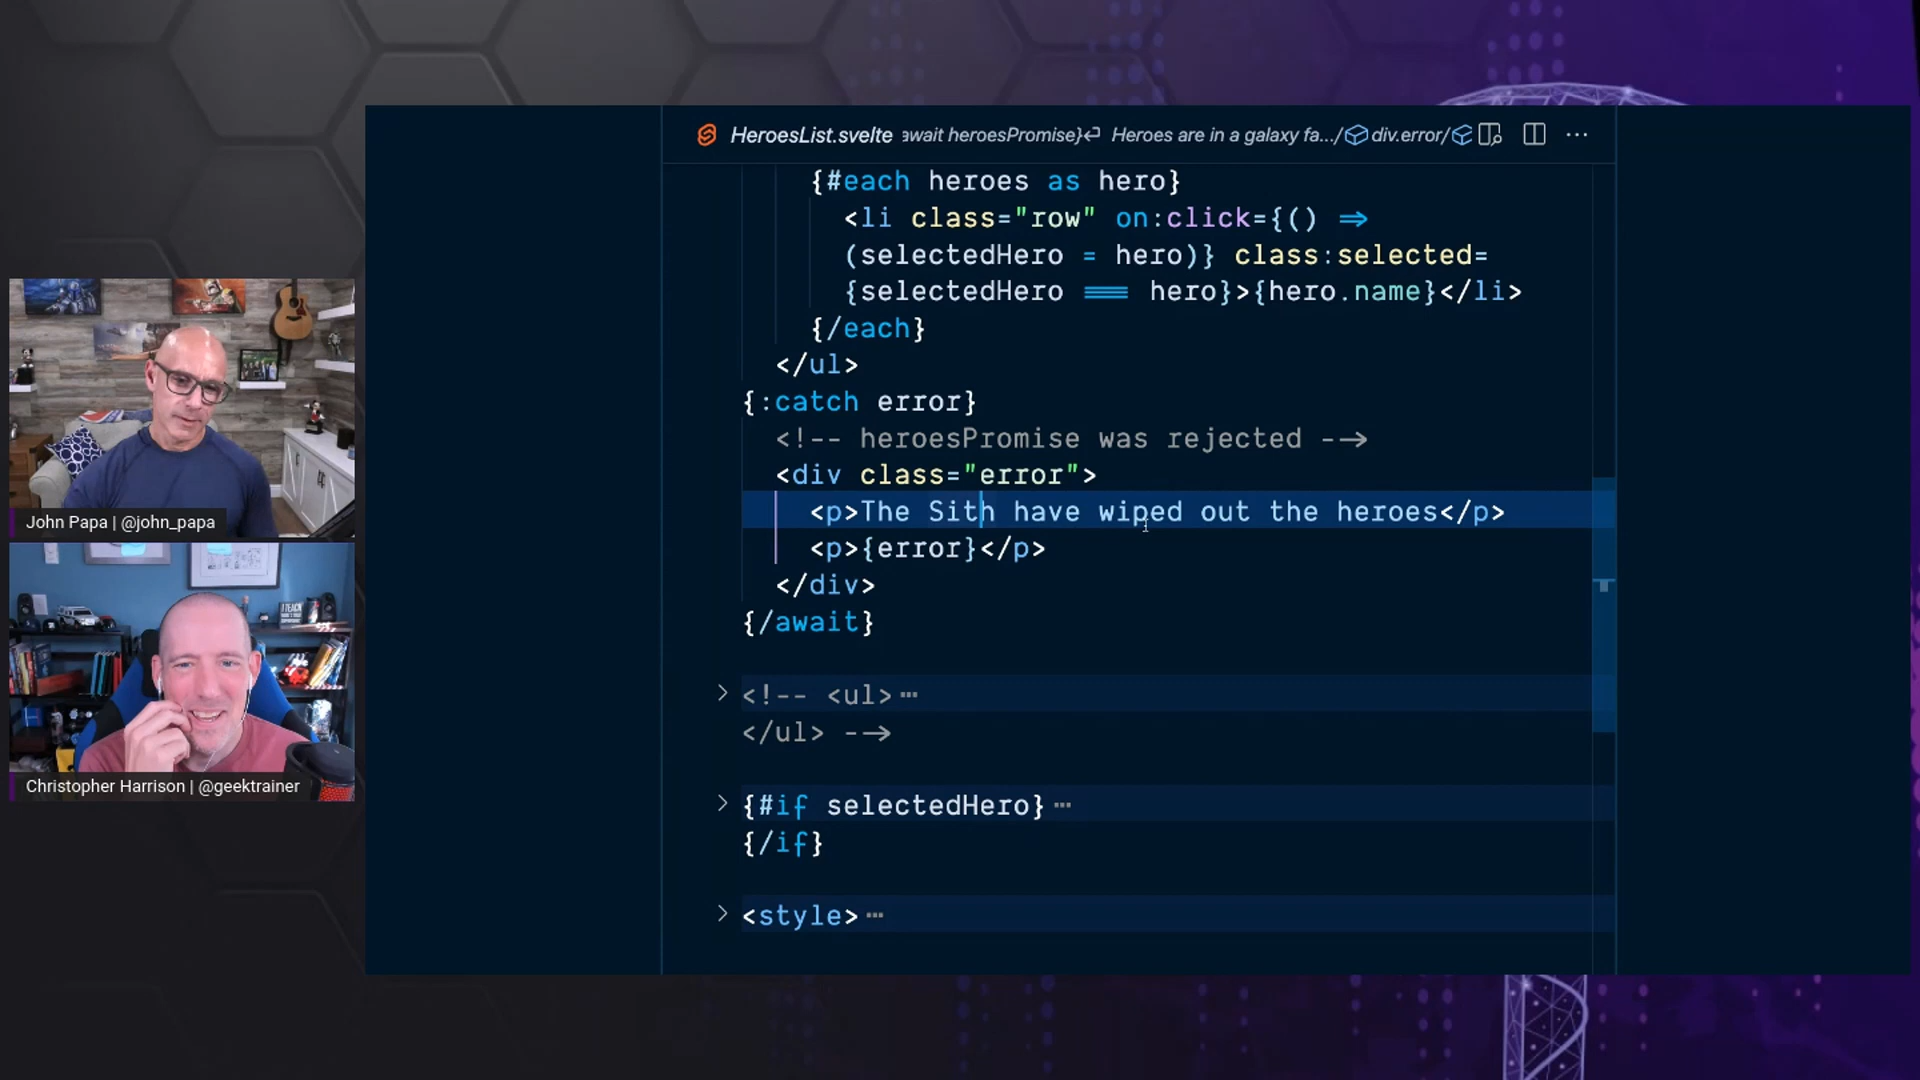 HeroesList.svelte await heroesPromise}↵ Heroes are in a galaxy fa.../ div.error/ ···
{#each heroes as hero}
<li class="row" on:click={() =>
(selectedHero = hero)} class:selected=
{selectedHero === hero}>{hero.name}</li>
{/each}
</ul>
{:catch error}
<!-- heroesPromise was rejected -->
<div class="error">
<p>The Sith have wiped out the heroes</p>
<p>{error}</p>
</div>
{/await}
> <!-- <ul> ···
</ul> -->
> {#if selectedHero} ···
{/if}
> <style> ···
John Papa | @john_papa
I TEACH
Christopher Harrison | @geektrainer